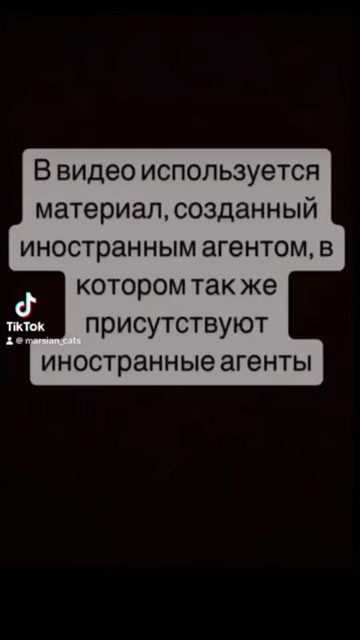 В видео используется
материал, созданный
иностранным агентом, в
котором так же
присутствуют
иностранные агенты
TikTok
@ marsian_cats